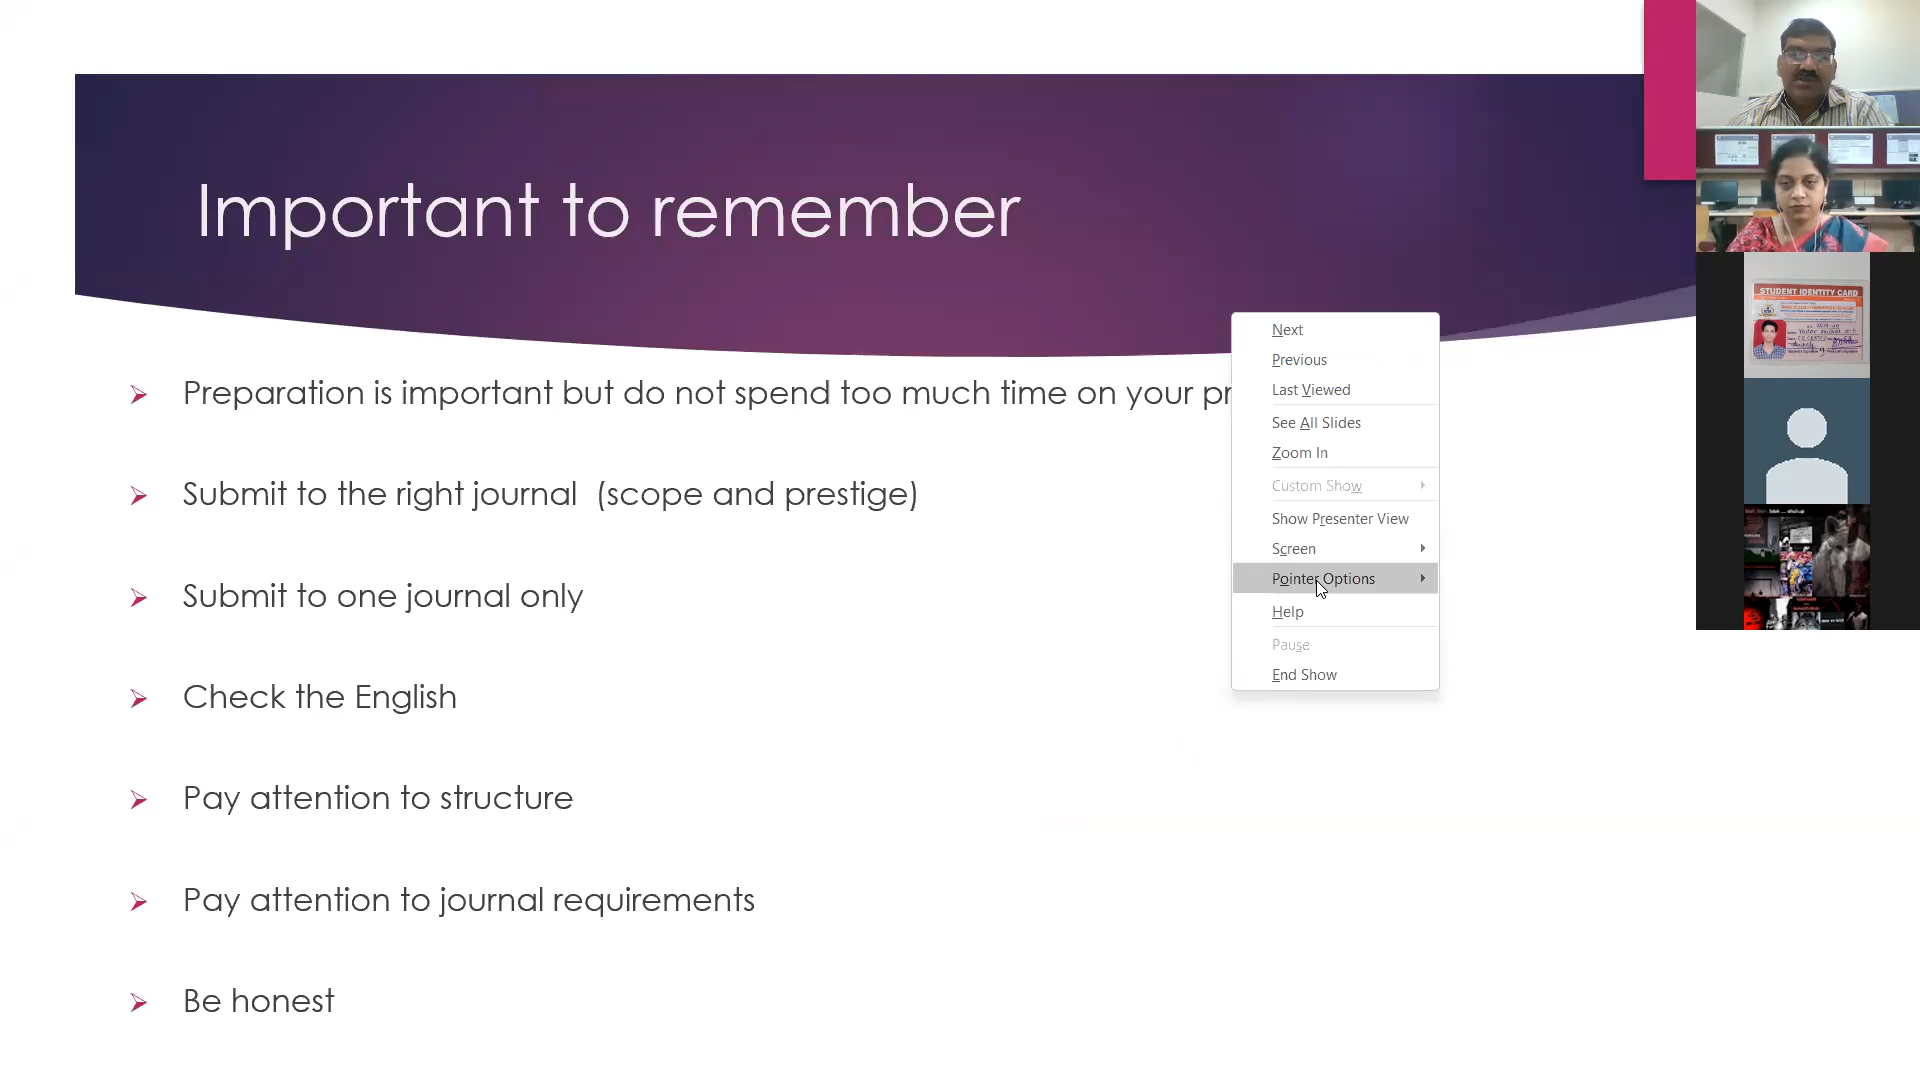 Important to remember
Preparation is important but do not spend too much time on your pr
Submit to the right journal (scope and prestige)
Submit to one journal only
Check the English
Pay attention to structure
Pay attention to journal requirements
Be honest
Next
Previous
Last Viewed
See All Slides
Zoom In
Custom Show
Show Presenter View
Screen
Pointer Options
Help
Pause
End Show
STUDENT IDENTITY CARD